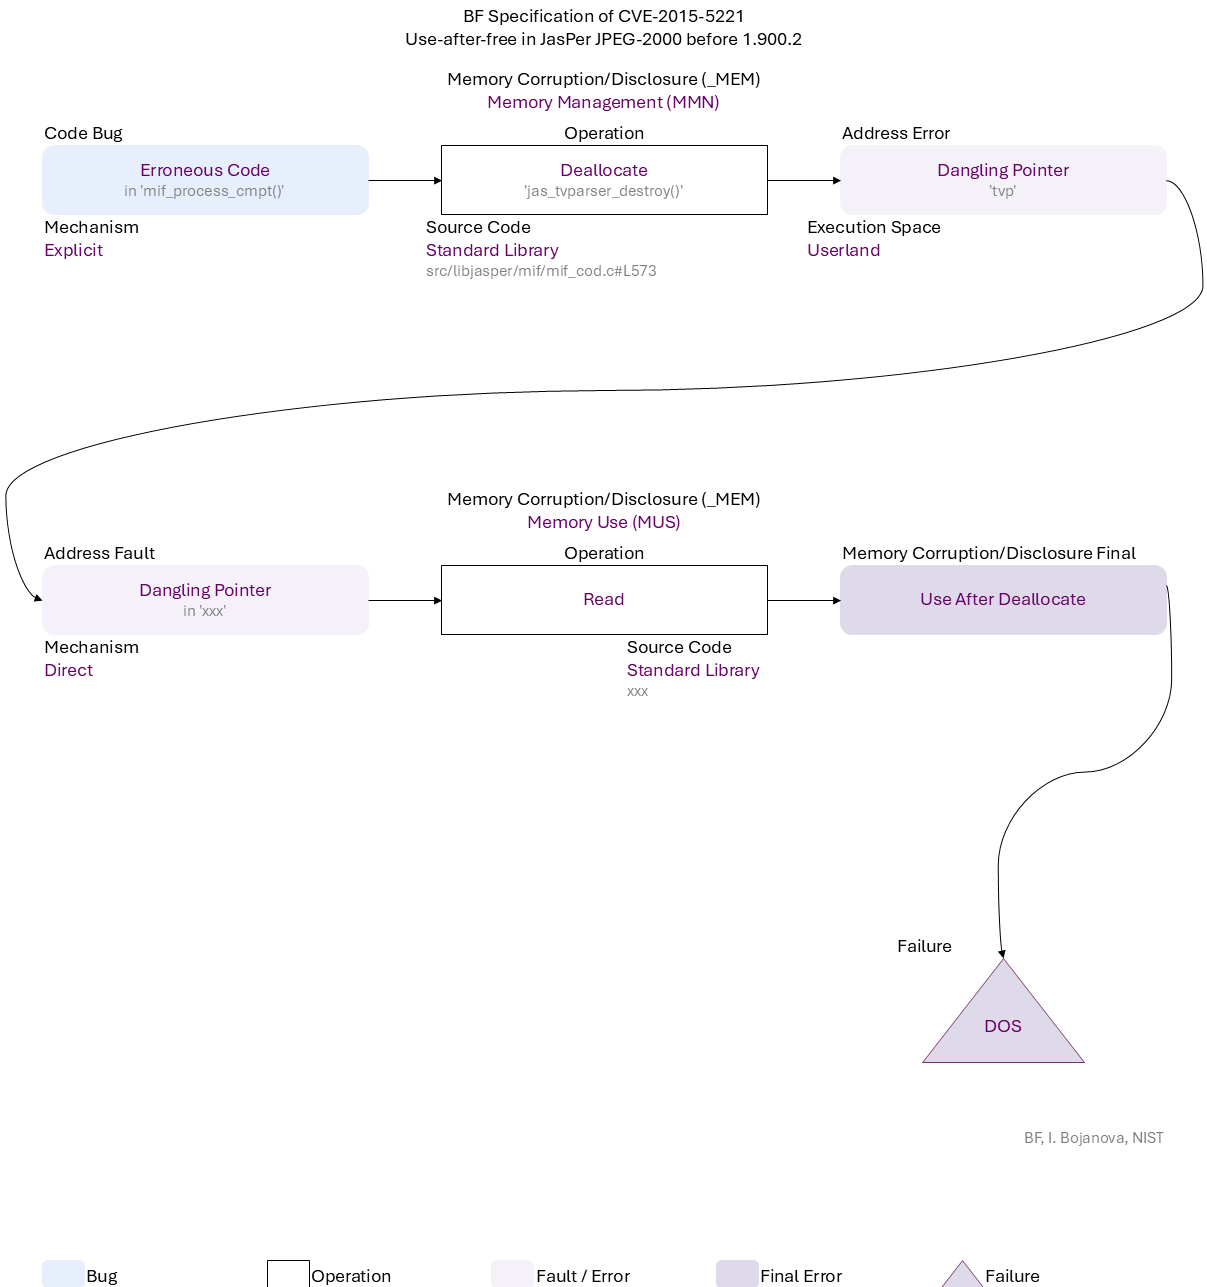 BF Specification of CVE-2015-5221
Use-after-free in JasPer JPEG-2000 before 1.900.2
Memory Corruption/Disclosure (_MEM)
Memory Management (MMN)
Code Bug
Operation
Address Error
Erroneous Code
in 'mif_process_cmpt()'
Deallocate
'jas_tvparser_destroy()'
Dangling Pointer
'tvp'
Mechanism
Explicit
Source Code
Standard Library
src/libjasper/mif/mif_cod.c#L573
Execution Space
Userland
Memory Corruption/Disclosure (_MEM)
Memory Use (MUS)
Address Fault
Operation
Memory Corruption/Disclosure Final
Dangling Pointer
in 'xxx'
Read
Use After Deallocate
Mechanism
Direct
Source Code
Standard Library
xxx
Failure
DOS
BF, I. Bojanova, NIST
Bug
Operation
Fault / Error
Final Error
Failure